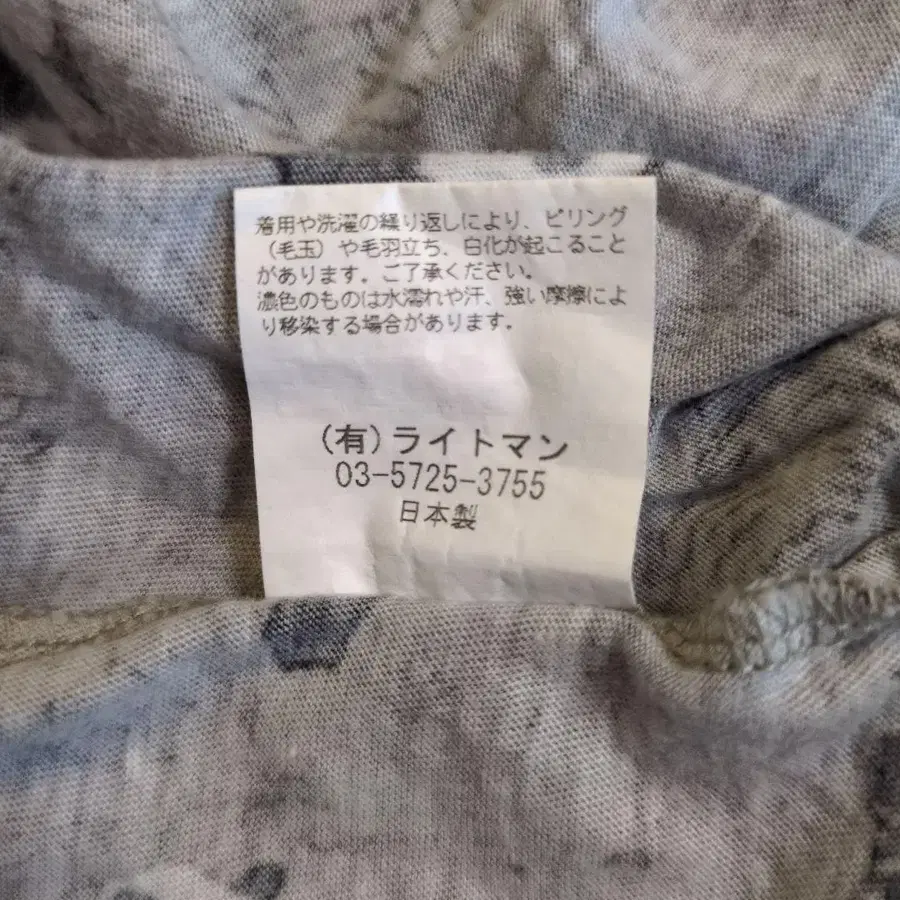 着用や洗濯の繰り返しにより、ピリング
（毛玉）や毛羽立ち、白化が起こること
があります。ご了承ください。
濃色のものは水濡れや汗、強い摩擦によ
り移染する場合があります。
(有)ライトマン
03-5725-3755
日本製